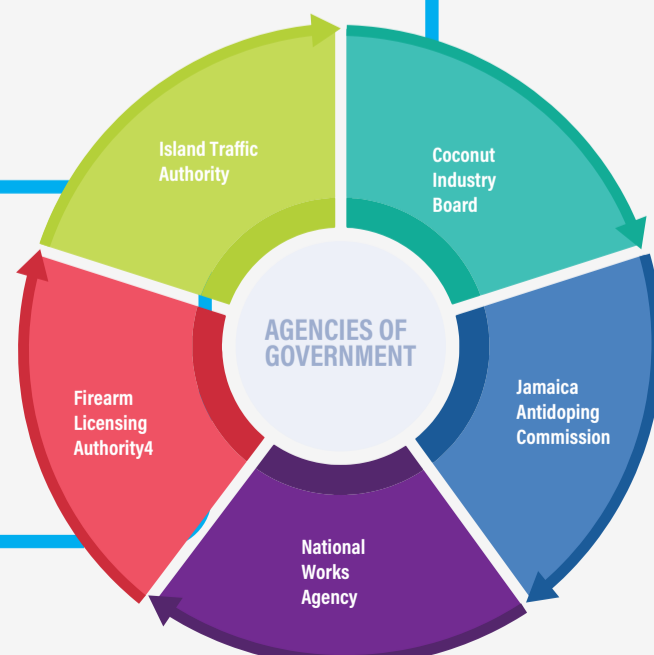 Island Traffic
Authority
Coconut
Industry
Board
AGENCIES OF
GOVERNMENT
Jamaica
Antidoping
Commission
Firearm
Licensing
Authority4
National
Works
Agency